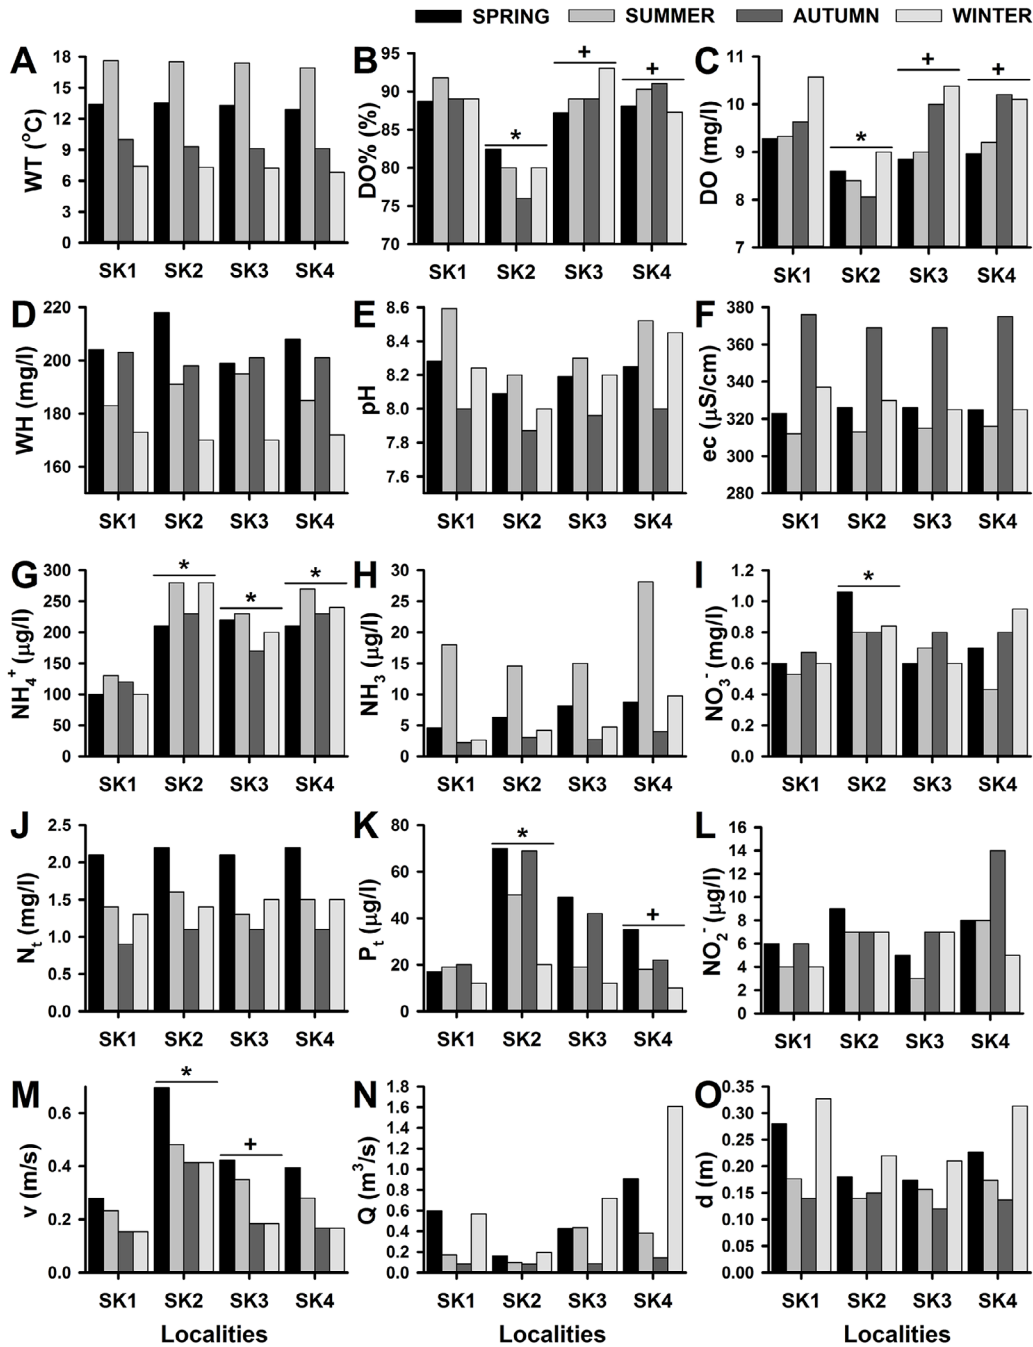 SPRING SUMMER AUTUMN WINTER
A
WT (°C)
18
15
12
9
6
3
0
SK1 SK2 SK3 SK4
B
DO% (%)
95
90
85
80
75
70
*
+
+
SK1 SK2 SK3 SK4
C
DO (mg/l)
11
10
9
8
7
*
+
+
SK1 SK2 SK3 SK4
D
WH (mg/l)
220
200
180
160
SK1 SK2 SK3 SK4
E
pH
8.6
8.4
8.2
8.0
7.8
7.6
SK1 SK2 SK3 SK4
F
ec (µS/cm)
380
360
340
320
300
280
SK1 SK2 SK3 SK4
G
NH₄⁺ (µg/l)
300
250
200
150
100
50
0
*
*
*
SK1 SK2 SK3 SK4
H
NH₃ (µg/l)
30
25
20
15
10
5
0
SK1 SK2 SK3 SK4
I
NO₃⁻ (mg/l)
1.2
1.0
0.8
0.6
0.4
0.2
0.0
*
SK1 SK2 SK3 SK4
J
Nₜ (mg/l)
2.5
2.0
1.5
1.0
0.5
0.0
SK1 SK2 SK3 SK4
K
Pₜ (µg/l)
80
60
40
20
0
*
+
SK1 SK2 SK3 SK4
L
NO₂⁻ (µg/l)
16
14
12
10
8
6
4
2
0
SK1 SK2 SK3 SK4
M
v (m/s)
0.6
0.4
0.2
0.0
*
+
SK1 SK2 SK3 SK4
Localities
N
Q (m³/s)
1.8
1.6
1.4
1.2
1.0
0.8
0.6
0.4
0.2
0.0
SK1 SK2 SK3 SK4
Localities
O
d (m)
0.35
0.30
0.25
0.20
0.15
0.10
0.05
0.00
SK1 SK2 SK3 SK4
Localities